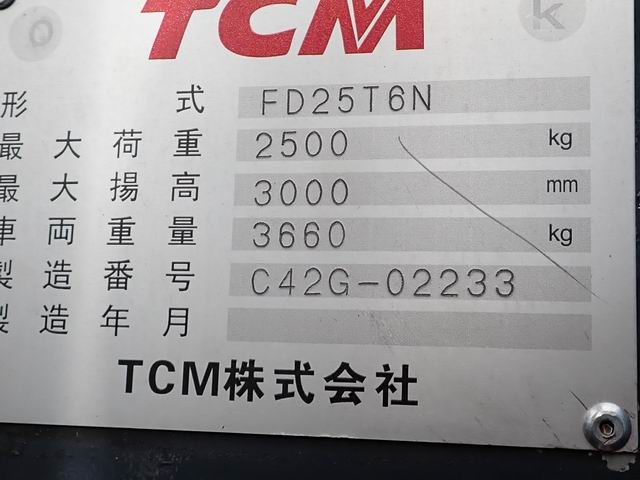 TCM
形 式 FD25T6N
最大荷重 2500 kg
最大揚高 3000 mm
車両重量 3660 kg
製造番号 C42G-02233
製造年月
TCM株式会社